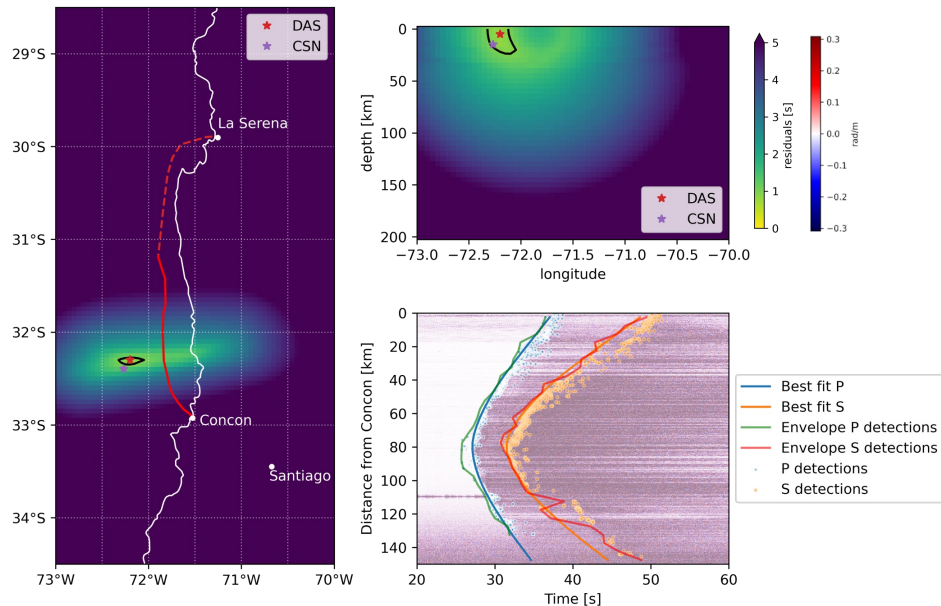 DAS
CSN
La Serena
Concon
Santiago
29°S
30°S
31°S
32°S
33°S
34°S
73°W
72°W
71°W
70°W
0
50
100
150
200
depth [km]
DAS
CSN
−73.0
−72.5
−72.0
−71.5
−71.0
−70.5
−70.0
longitude
5
4
3
2
1
0
residuals [s]
0.3
0.2
0.1
0.0
−0.1
−0.2
−0.3
rad/m
0
20
40
60
80
100
120
140
Distance from Concon [km]
20
30
40
50
60
Time [s]
Best fit P
Best fit S
Envelope P detections
Envelope S detections
P detections
S detections